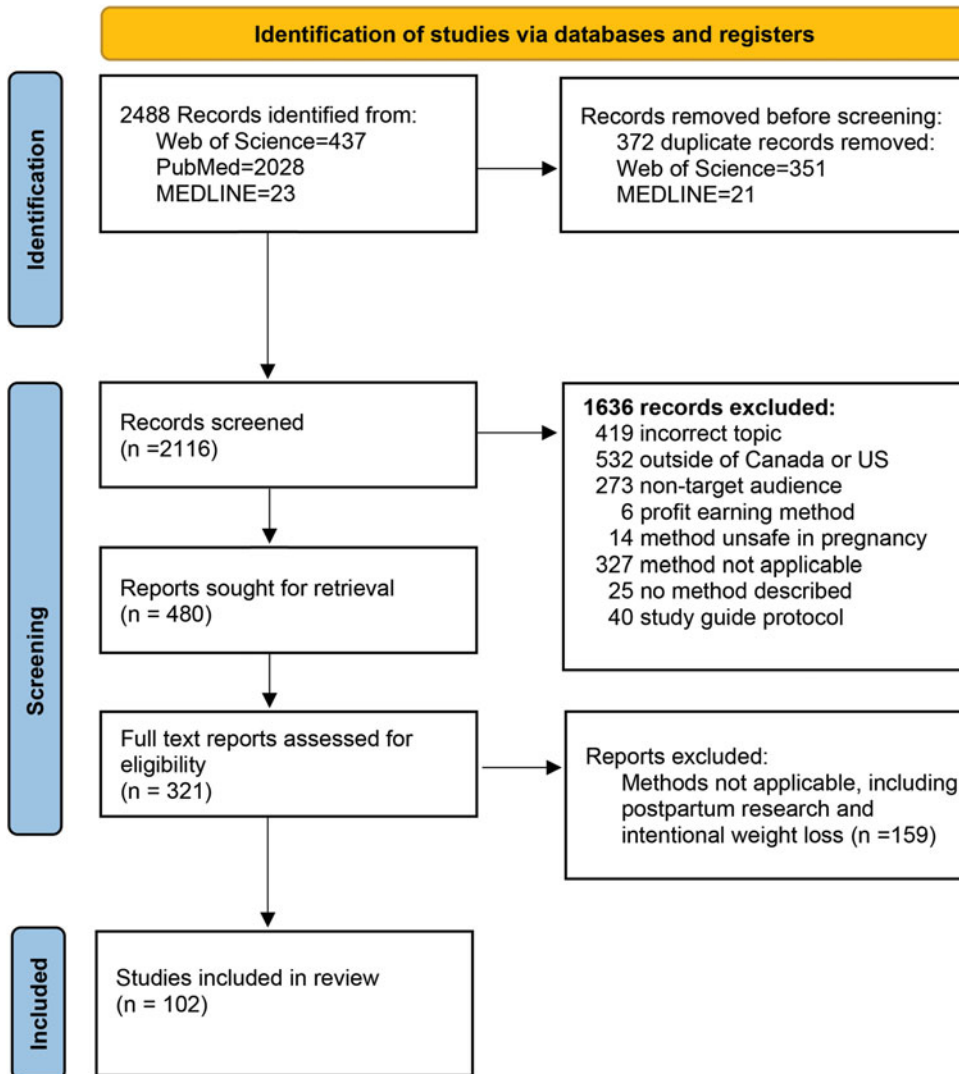 Identification of studies via databases and registers
Identification
2488 Records identified from:
Web of Science=437
PubMed=2028
MEDLINE=23
Records removed before screening:
372 duplicate records removed:
Web of Science=351
MEDLINE=21
Screening
Records screened
(n =2116)
1636 records excluded:
419 incorrect topic
532 outside of Canada or US
273 non-target audience
6 profit earning method
14 method unsafe in pregnancy
327 method not applicable
25 no method described
40 study guide protocol
Reports sought for retrieval
(n = 480)
Full text reports assessed for
eligibility
(n = 321)
Reports excluded:
Methods not applicable, including
postpartum research and
intentional weight loss (n =159)
Included
Studies included in review
(n = 102)